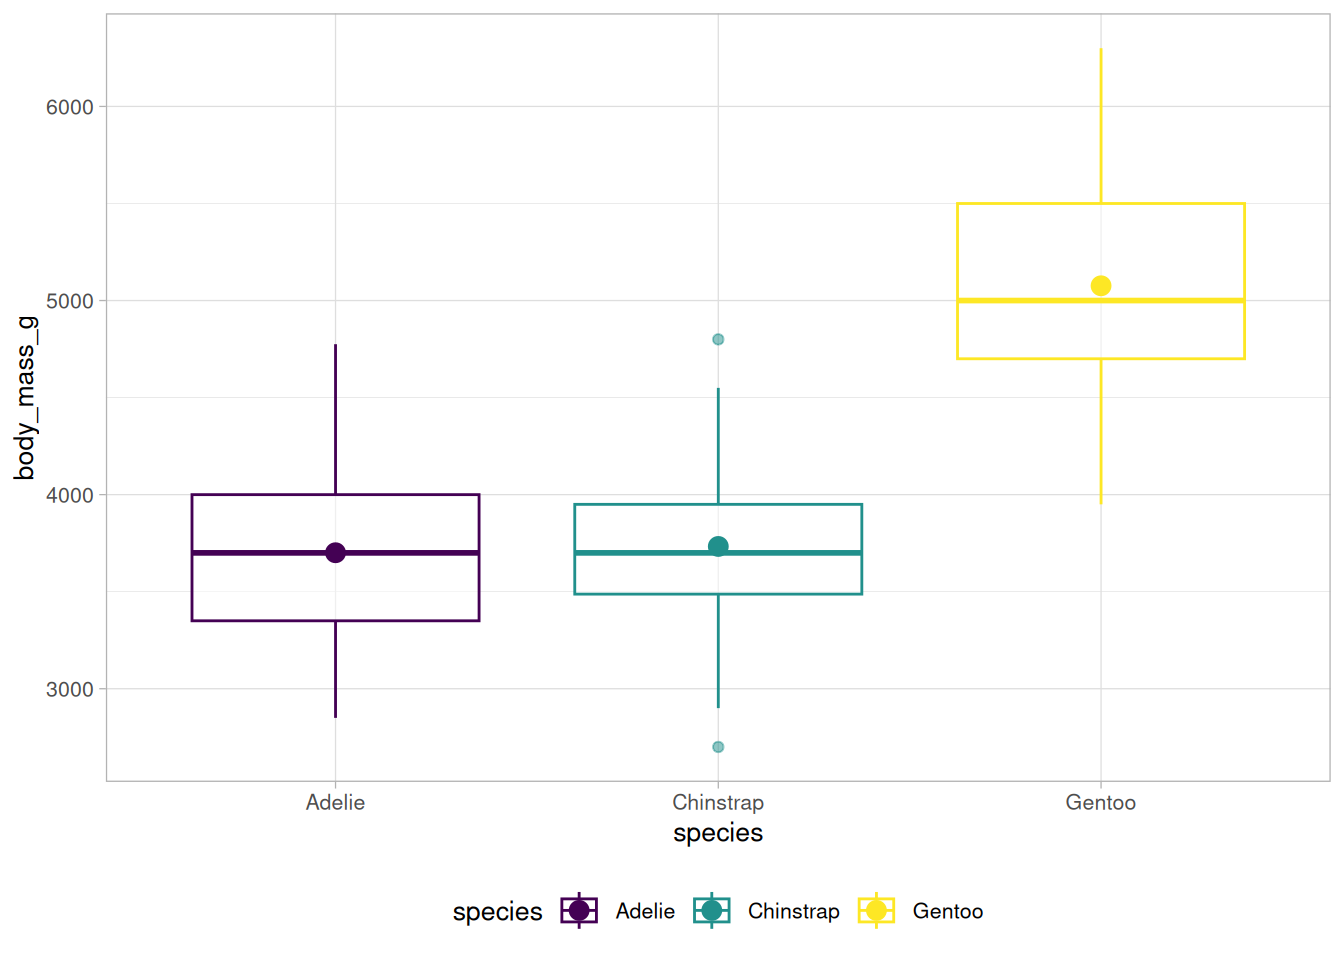 6000
5000
4000
3000
body_mass_g
Adelie Chinstrap Gentoo
species
species Adelie Chinstrap Gentoo